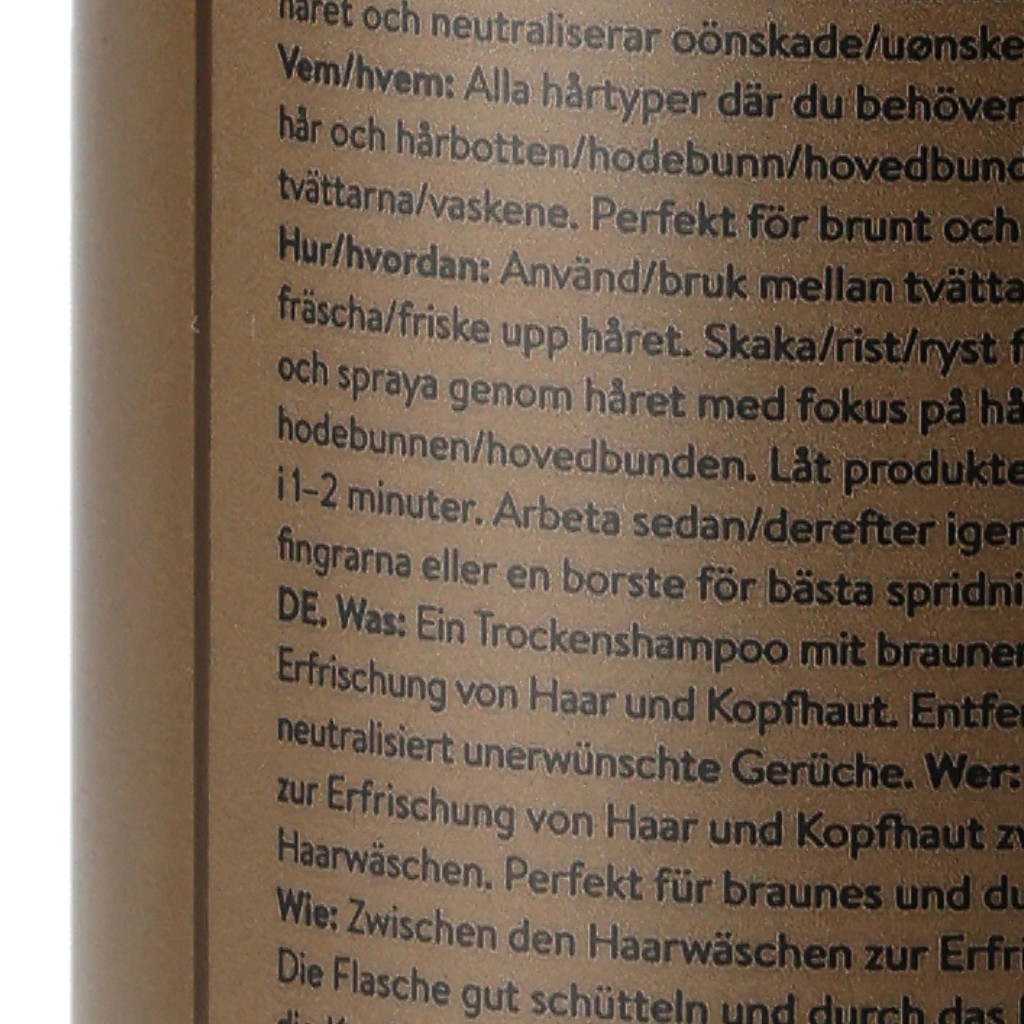 håret och neutraliserar oönskade/uønske
Vem/hvem: Alla hårtyper där du behöver
hår och hårbotten/hodebunn/hovedbund
tvättarna/vaskene. Perfekt för brunt och
Hur/hvordan: Använd/bruk mellan tvätta
fräscha/friske upp håret. Skaka/rist/ryst f
och spraya genom håret med fokus på hå
hodebunnen/hovedbunden. Låt produkte
i 1–2 minuter. Arbeta sedan/derefter igen
fingrarna eller en borste för bästa spridni
DE. Was: Ein Trockenshampoo mit brauner
Erfrischung von Haar und Kopfhaut. Entfer
neutralisiert unerwünschte Gerüche. Wer:
zur Erfrischung von Haar und Kopfhaut zw
Haarwäschen. Perfekt für braunes und du
Wie: Zwischen den Haarwäschen zur Erfri
Die Flasche gut schütteln und durch das